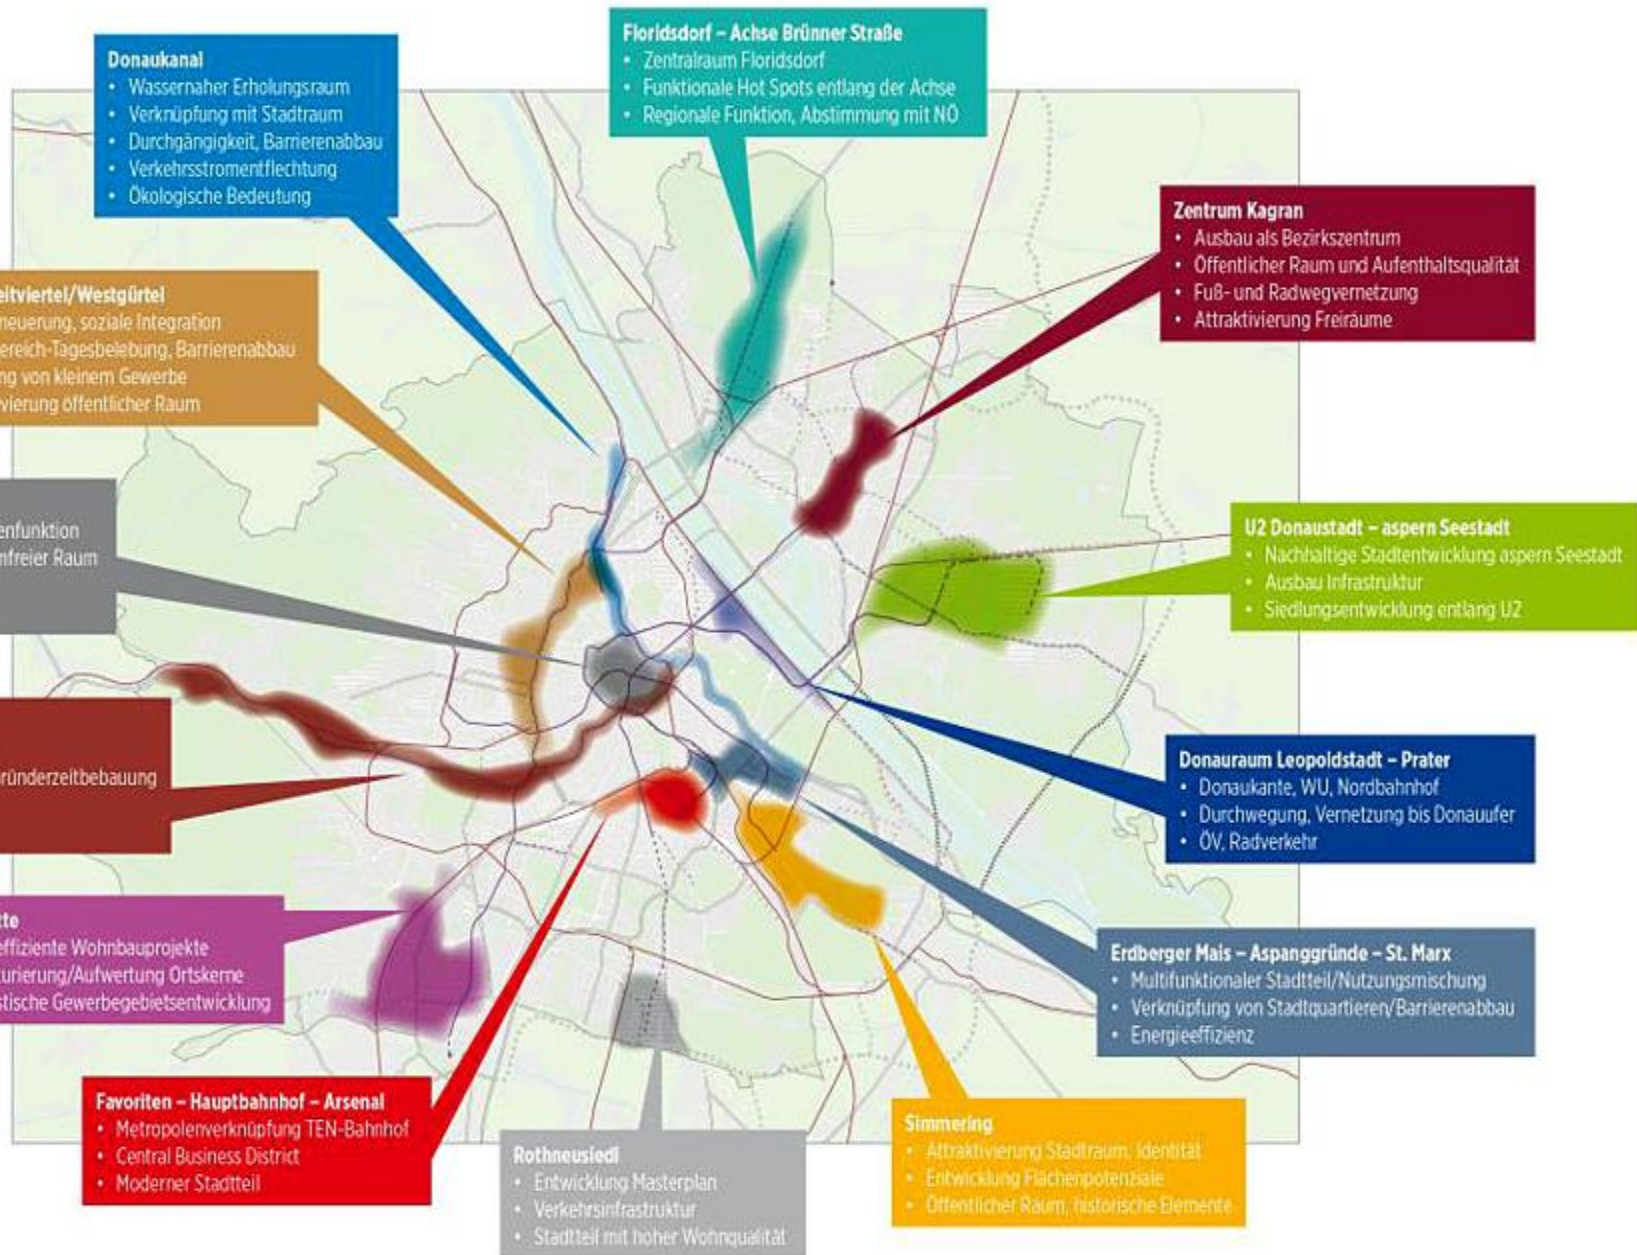 Donaukanal
• Wassernaher Erholungsraum
• Verknüpfung mit Stadtraum
• Durchgängigkeit, Barrierenabbau
• Verkehrsstromentflechtung
• Ökologische Bedeutung
Floridsdorf – Achse Brünner Straße
• Zentralraum Floridsdorf
• Funktionale Hot Spots entlang der Achse
• Regionale Funktion, Abstimmung mit NÖ
Zentrum Kagran
• Ausbau als Bezirkszentrum
• Öffentlicher Raum und Aufenthaltsqualität
• Fuß- und Radwegvernetzung
• Attraktivierung Freiräume
eitviertel/Westgürtel
neuerung, soziale Integration
ereich-Tagesbelebung, Barrierenabbau
ng von kleinem Gewerbe
vierung öffentlicher Raum
enfunktion
nfreier Raum
U2 Donaustadt – aspern Seestadt
• Nachhaltige Stadtentwicklung aspern Seestadt
• Ausbau Infrastruktur
• Siedlungsentwicklung entlang U2
ründerzeitbebauung
Donauraum Leopoldstadt – Prater
• Donaukante, WU, Nordbahnhof
• Durchwegung, Vernetzung bis Donauufer
• ÖV, Radverkehr
tte
effiziente Wohnbauprojekte
turierung/Aufwertung Ortskerne
stische Gewerbegebietsentwicklung
Erdberger Mais – Aspanggründe – St. Marx
• Multifunktionaler Stadtteil/Nutzungsmischung
• Verknüpfung von Stadtquartieren/Barrierenabbau
• Energieeffizienz
Favoriten – Hauptbahnhof – Arsenal
• Metropolenverknüpfung TEN-Bahnhof
• Central Business District
• Moderner Stadtteil
Rothneusiedl
• Entwicklung Masterplan
• Verkehrsinfrastruktur
• Stadtteil mit hoher Wohnqualität
Simmering
• Attraktivierung Stadtraum, Identität
• Entwicklung Flächenpotenziale
• Öffentlicher Raum, historische Elemente